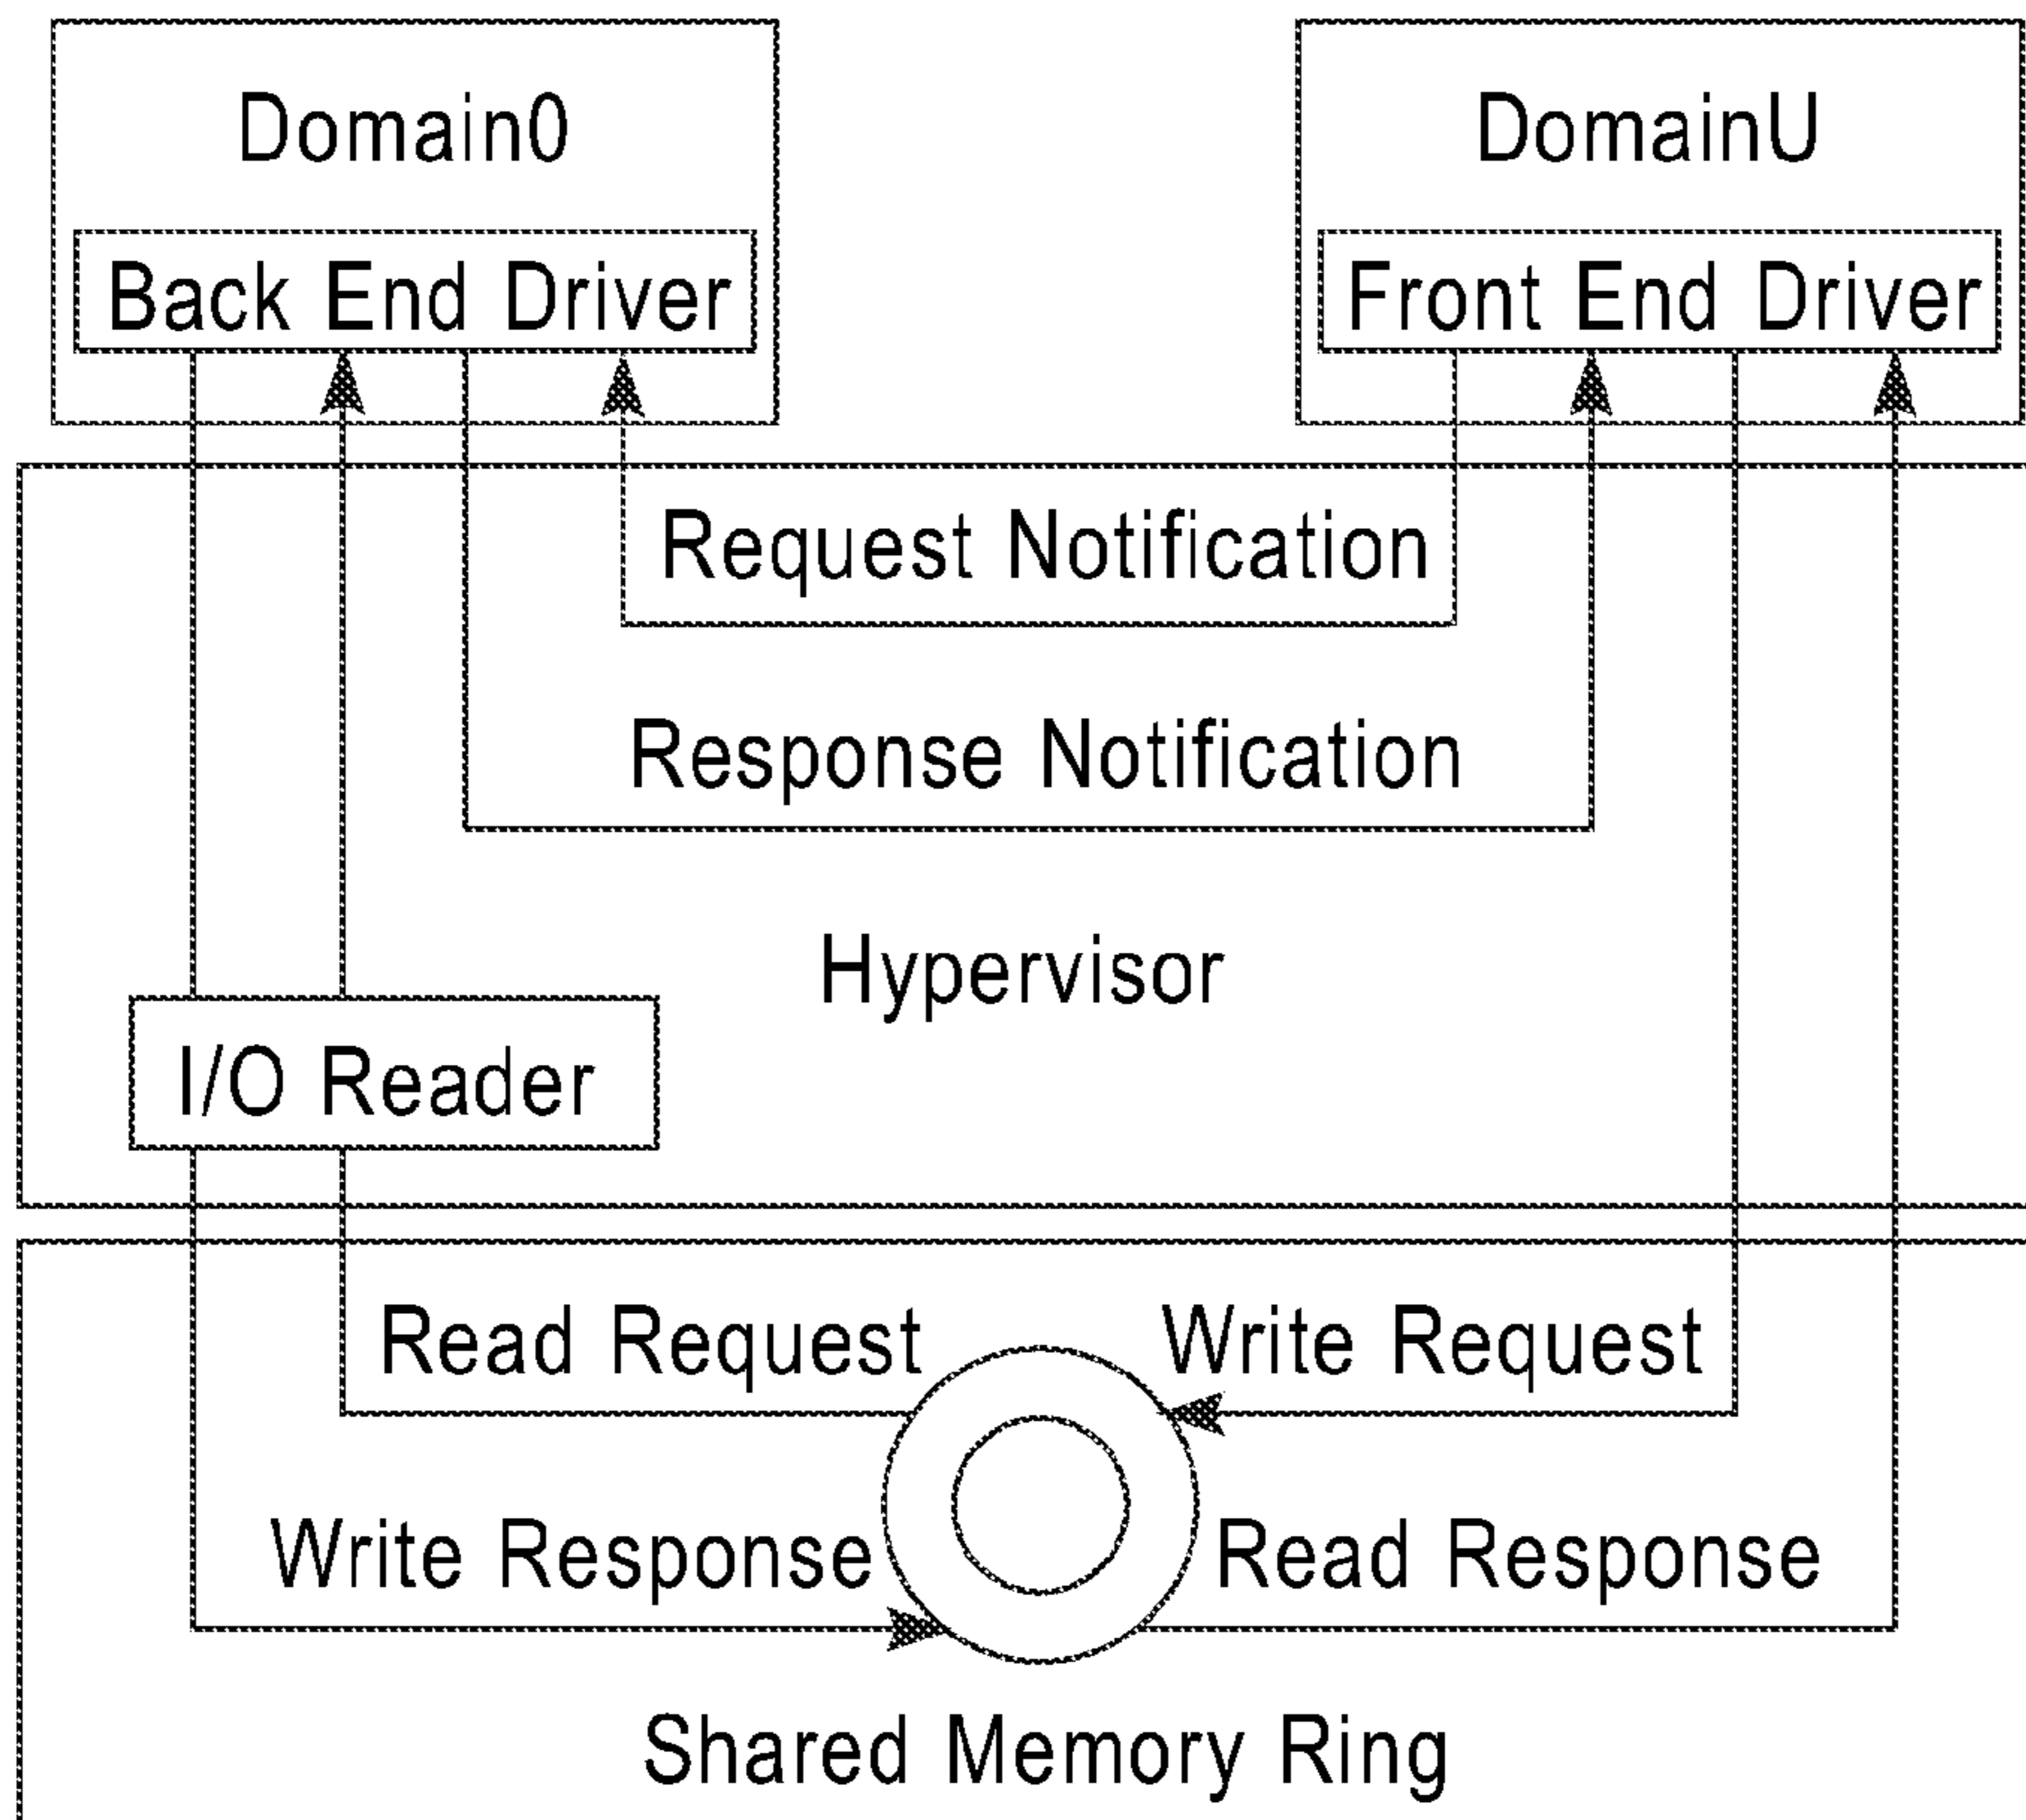 Domain0
DomainU
Back End Driver
Front End Driver
Request Notification
Response Notification
Hypervisor
I/O Reader
Read Request
Write Request
Write Response
Read Response
Shared Memory Ring